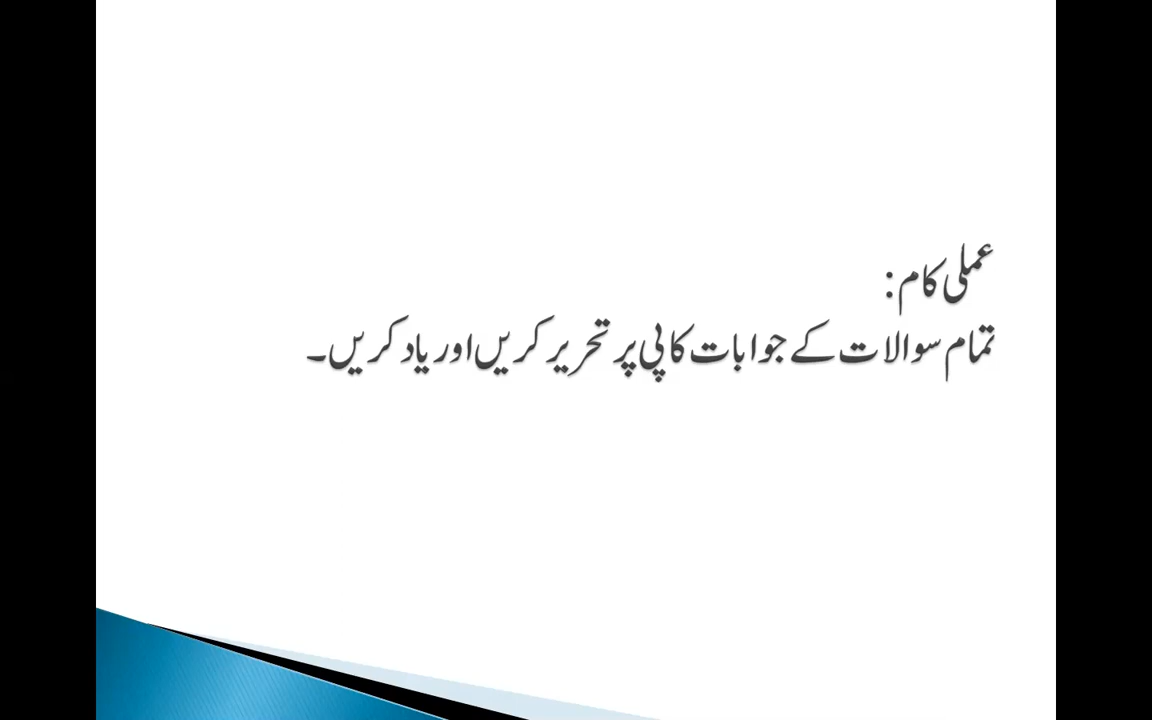 عملی کام:
تمام سوالات کے جوابات کاپی پر تحریر کریں اور یاد کریں۔